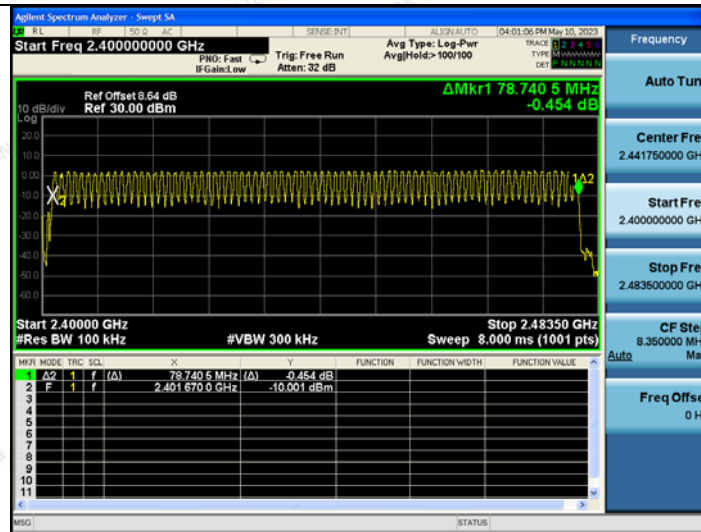 Agilent Spectrum Analyzer - Swept SA
RL RF 50 Ω AC SENSE:INT ALIGN AUTO 04:01:06 PM May 10, 2023
Start Freq 2.400000000 GHz
PNO: Fast
IFGain:Low
Trig: Free Run
Atten: 32 dB
Avg Type: Log-Pwr
Avg|Hold:>100/100
TRACE 1 2 3 4 5 6
TYPE
DET P N N N N N
Ref Offset 8.64 dB
Ref 30.00 dBm
10 dB/div
Log
ΔMkr1 78.740 5 MHz
-0.454 dB
20.0
10.0
0.00
-10.0
-20.0
-30.0
-40.0
-50.0
-60.0
1Δ2
2
Start 2.40000 GHz
Stop 2.48350 GHz
#Res BW 100 kHz
#VBW 300 kHz
Sweep 8.000 ms (1001 pts)
MKR MODE TRC SCL X Y FUNCTION FUNCTION WIDTH FUNCTION VALUE
1 Δ2 1 f (Δ) 78.740 5 MHz (Δ) -0.454 dB
2 F 1 f 2.401 670 0 GHz -10.001 dBm
3
4
5
6
7
8
9
10
11
MSG
STATUS
Frequency
Auto Tun
Center Fre
2.441750000 GH
Start Fre
2.400000000 GH
Stop Fre
2.483500000 GH
CF Ste
8.350000 MH
Auto Ma
Freq Offse
0 H